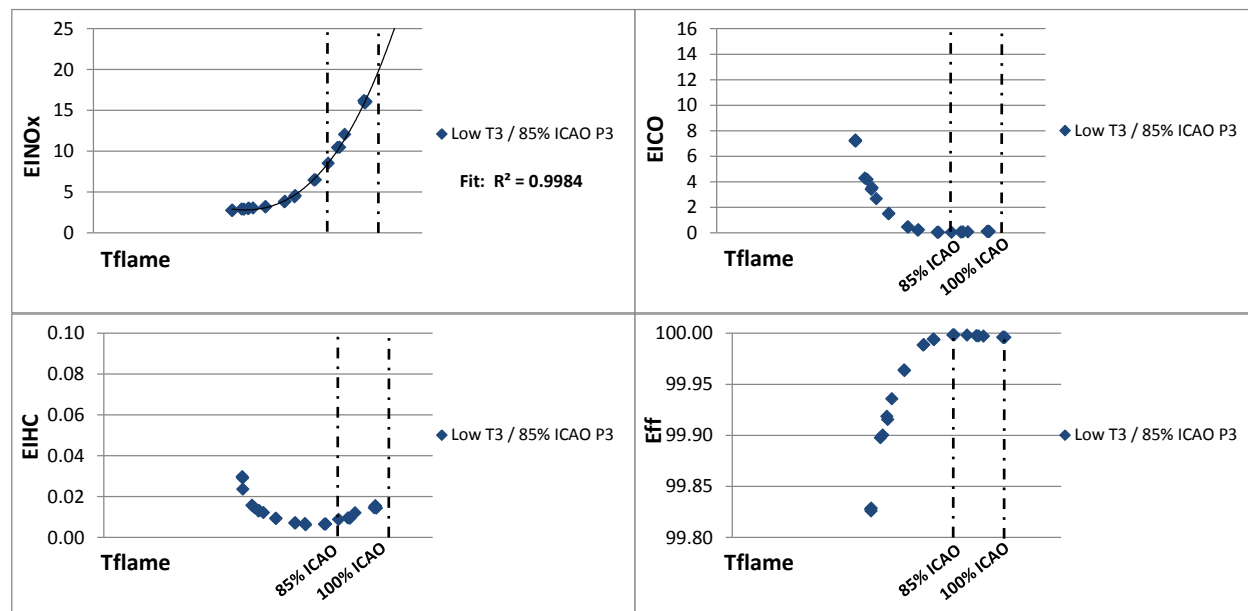 25
20
15
10
5
0
EINOx
Tflame
Low T3 / 85% ICAO P3
Fit: R² = 0.9984
16
14
12
10
8
6
4
2
0
EICO
Tflame
85% ICAO
100% ICAO
Low T3 / 85% ICAO P3
0.10
0.08
0.06
0.04
0.02
0.00
EIHC
Tflame
85% ICAO
100% ICAO
Low T3 / 85% ICAO P3
100.00
99.95
99.90
99.85
99.80
Eff
Tflame
85% ICAO
100% ICAO
Low T3 / 85% ICAO P3